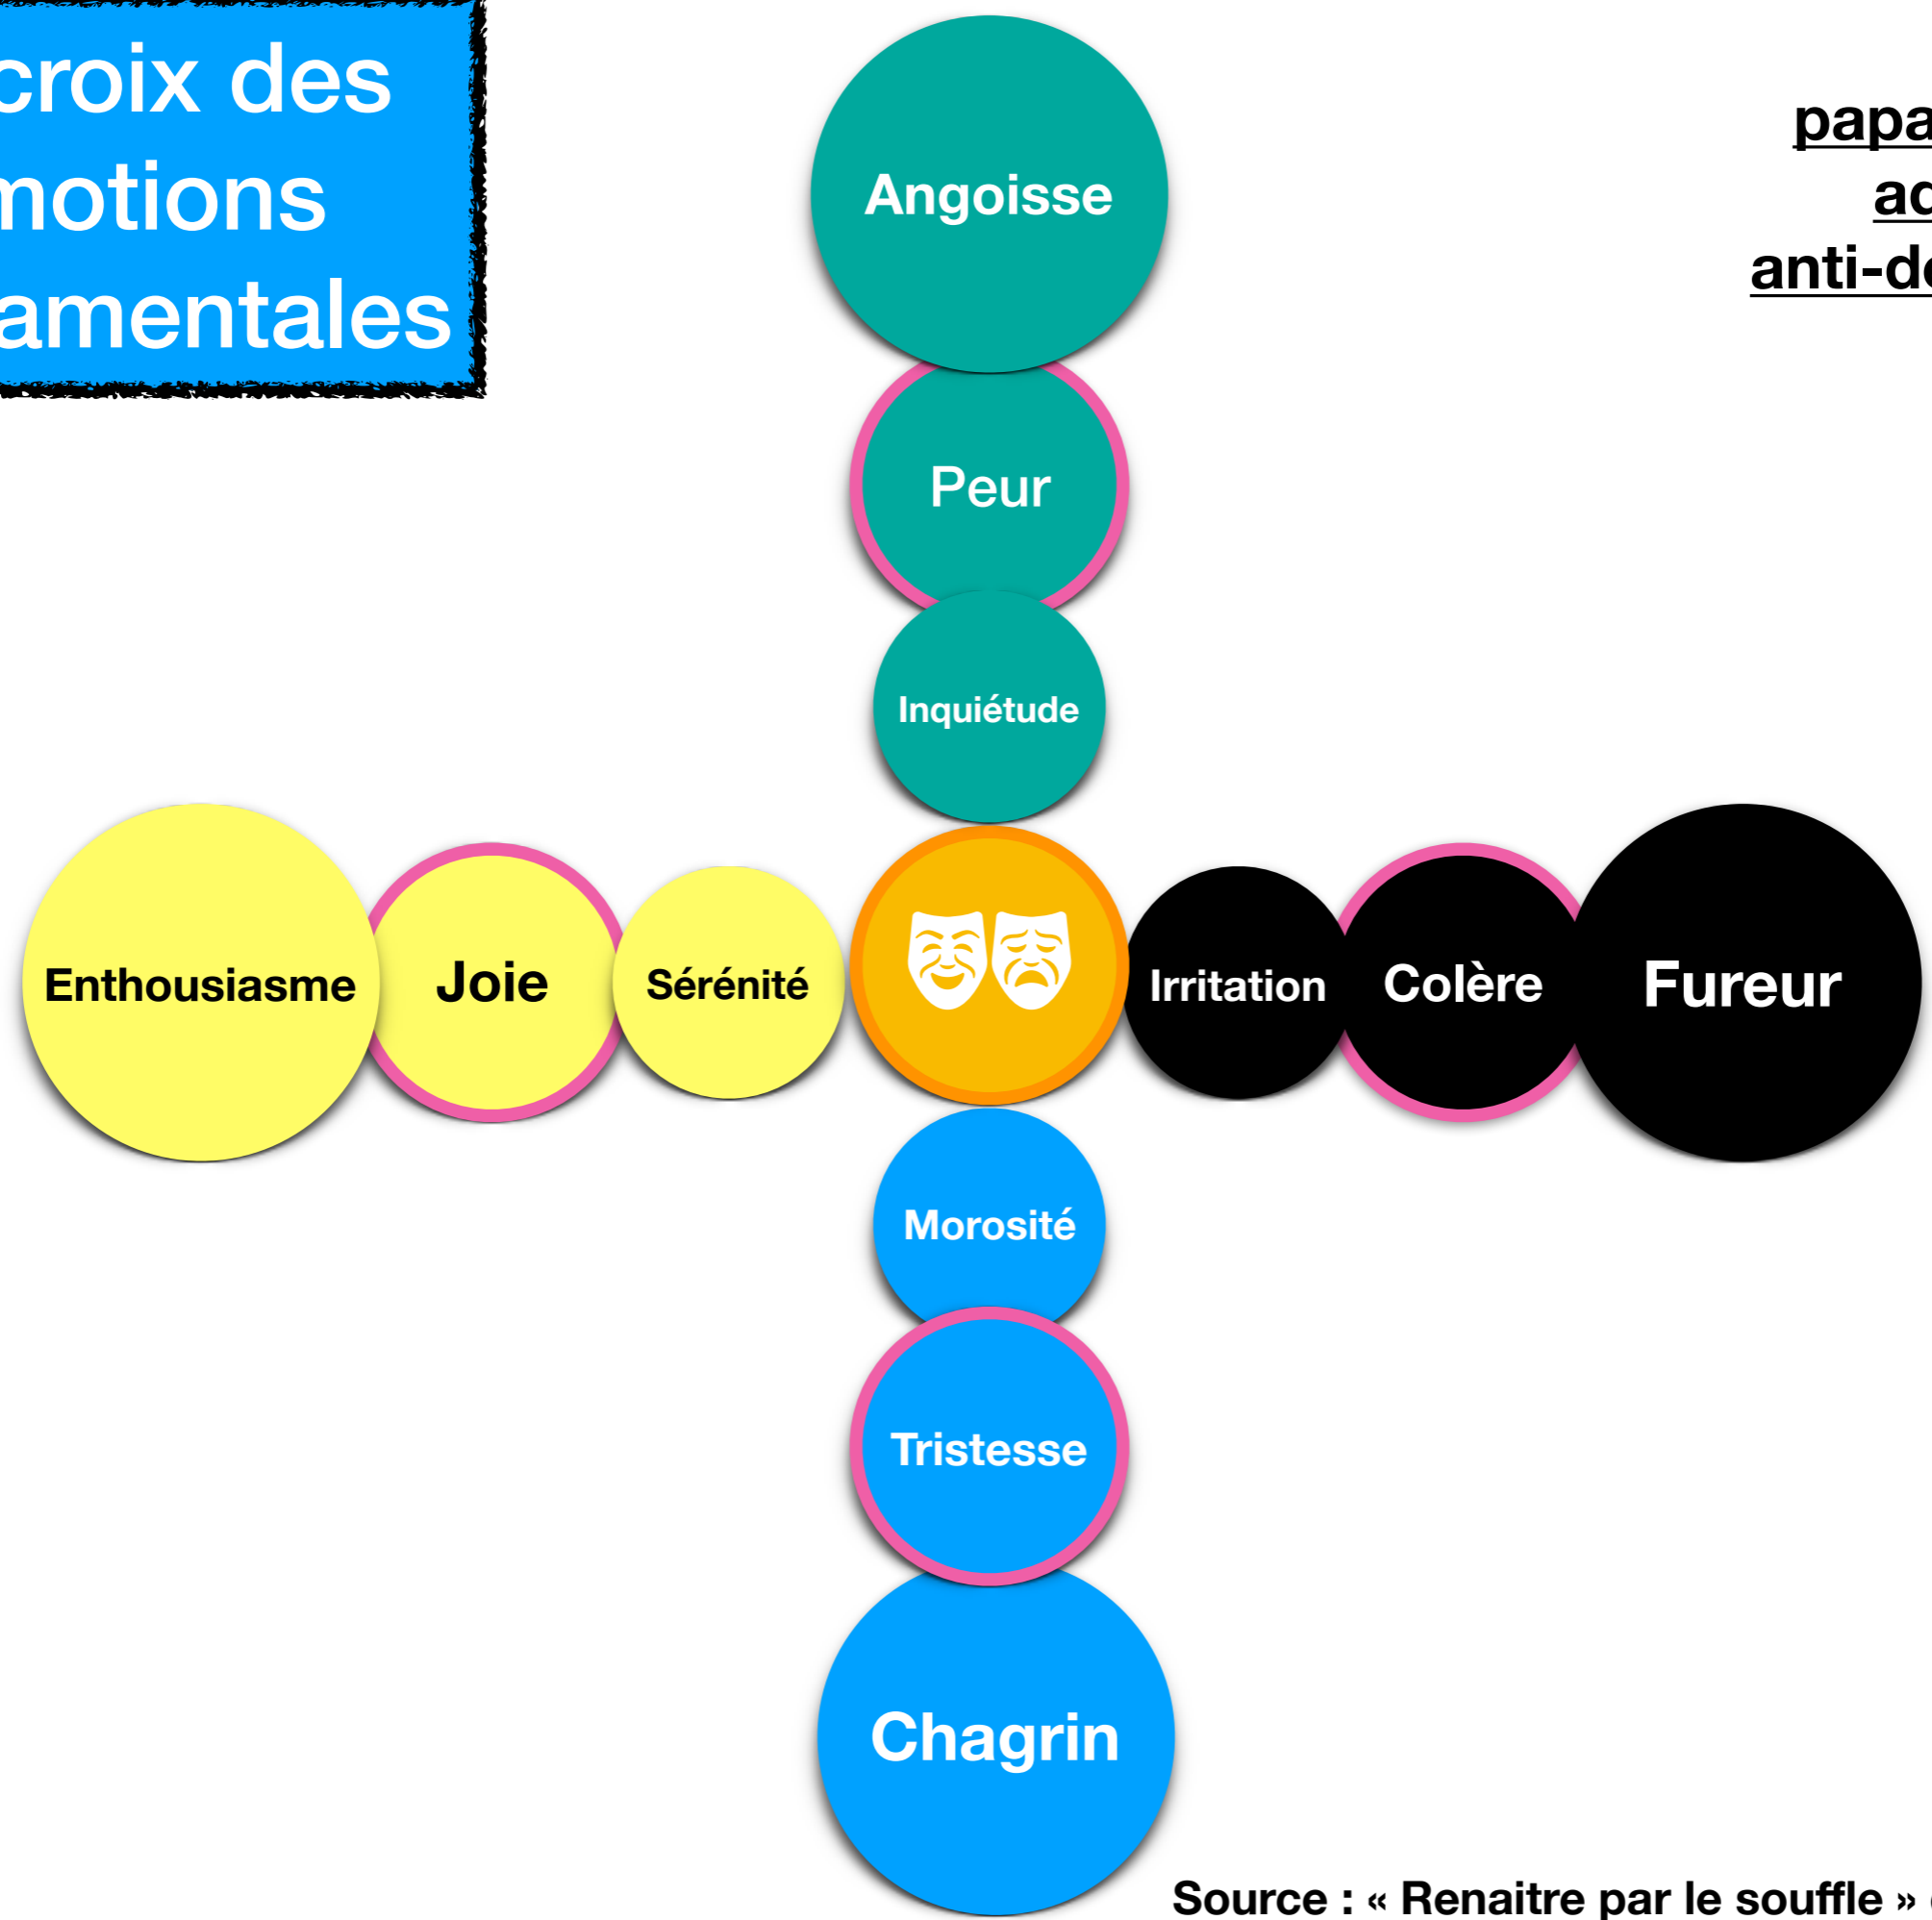 croix des
motions
amentales
papa
anti-d
Angoisse
Peur
Inquiétude
Enthousiasme Joie Sérénité Irritation Colère Fureur
Morosité
Tristesse
Chagrin
Source : « Renaitre par le souffle »